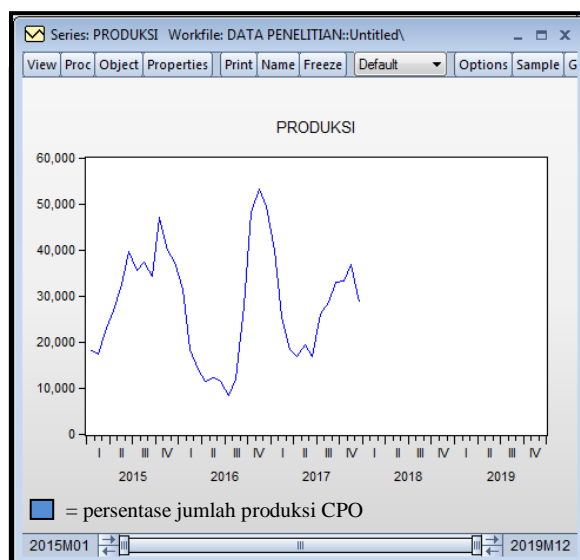 Series: PRODUKSI Workfile: DATA PENELITIAN::Untitled\
View Proc Object Properties Print Name Freeze Default Options Sample G
PRODUKSI
60,000
50,000
40,000
30,000
20,000
10,000
0
I II III IV I II III IV I II III IV I II III IV I II III IV
2015 2016 2017 2018 2019
= persentase jumlah produksi CPO
2015M01 2019M12